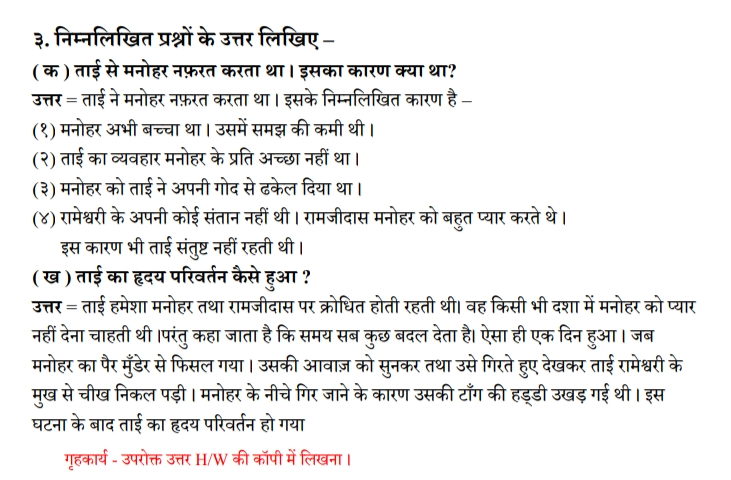 ३. निम्नलिखित प्रश्नों के उत्तर लिखिए –
( क ) ताई से मनोहर नफ़रत करता था । इसका कारण क्या था?
उत्तर = ताई ने मनोहर नफ़रत करता था । इसके निम्नलिखित कारण है –
(१) मनोहर अभी बच्चा था । उसमें समझ की कमी थी ।
(२) ताई का व्यवहार मनोहर के प्रति अच्छा नहीं था ।
(३) मनोहर को ताई ने अपनी गोद से ढकेल दिया था ।
(४) रामेश्वरी के अपनी कोई संतान नहीं थी । रामजीदास मनोहर को बहुत प्यार करते थे ।
इस कारण भी ताई संतुष्ट नहीं रहती थी ।
( ख ) ताई का हृदय परिवर्तन कैसे हुआ ?
उत्तर = ताई हमेशा मनोहर तथा रामजीदास पर क्रोधित होती रहती थी। वह किसी भी दशा में मनोहर को प्यार
नहीं देना चाहती थी ।परंतु कहा जाता है कि समय सब कुछ बदल देता है। ऐसा ही एक दिन हुआ । जब
मनोहर का पैर मुँडेर से फिसल गया । उसकी आवाज़ को सुनकर तथा उसे गिरते हुए देखकर ताई रामेश्वरी के
मुख से चीख निकल पड़ी । मनोहर के नीचे गिर जाने के कारण उसकी टाँग की हड्डी उखड़ गई थी । इस
घटना के बाद ताई का हृदय परिवर्तन हो गया
गृहकार्य - उपरोक्त उत्तर H/W की कॉपी में लिखना ।